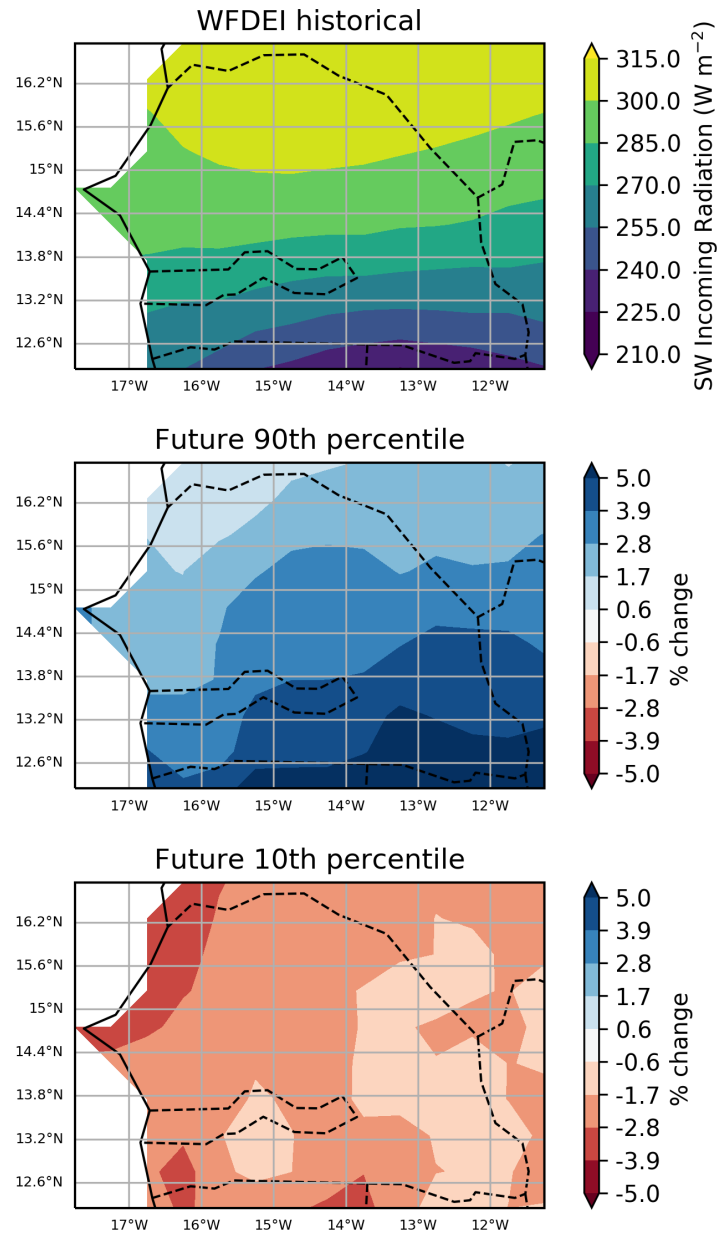 WFDEI historical
16.2°N
15.6°N
15°N
14.4°N
13.8°N
13.2°N
12.6°N
17°W 16°W 15°W 14°W 13°W 12°W
315.0
300.0
285.0
270.0
255.0
240.0
225.0
210.0
SW Incoming Radiation (W m⁻²)
Future 90th percentile
16.2°N
15.6°N
15°N
14.4°N
13.8°N
13.2°N
12.6°N
17°W 16°W 15°W 14°W 13°W 12°W
5.0
3.9
2.8
1.7
0.6
-0.6
-1.7
-2.8
-3.9
-5.0
% change
Future 10th percentile
16.2°N
15.6°N
15°N
14.4°N
13.8°N
13.2°N
12.6°N
17°W 16°W 15°W 14°W 13°W 12°W
5.0
3.9
2.8
1.7
0.6
-0.6
-1.7
-2.8
-3.9
-5.0
% change